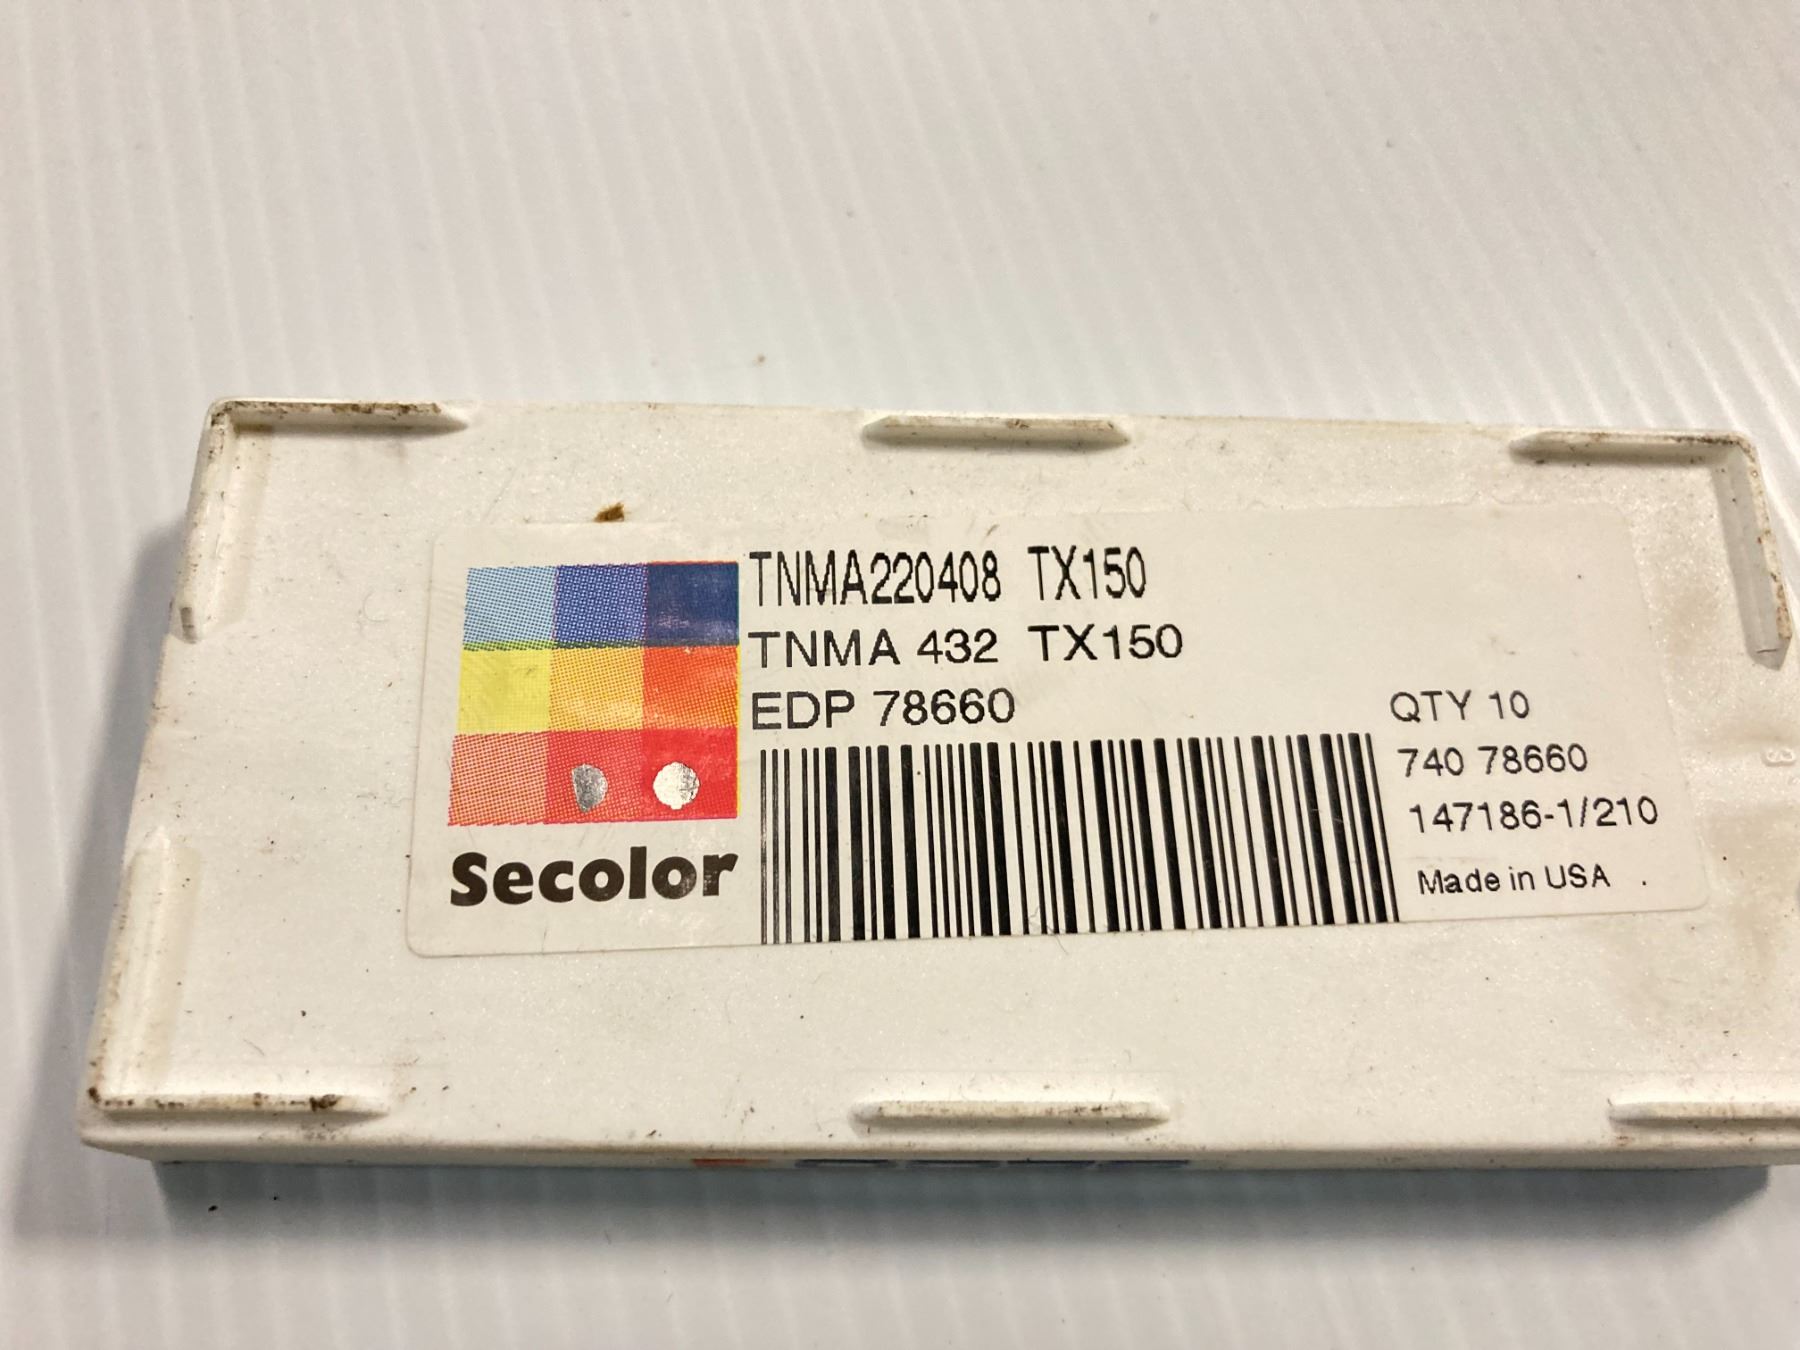 TNMA220408 TX150
TNMA 432 TX150
EDP 78660
QTY 10
740 78660
147186-1/210
Made in USA .
Secolor